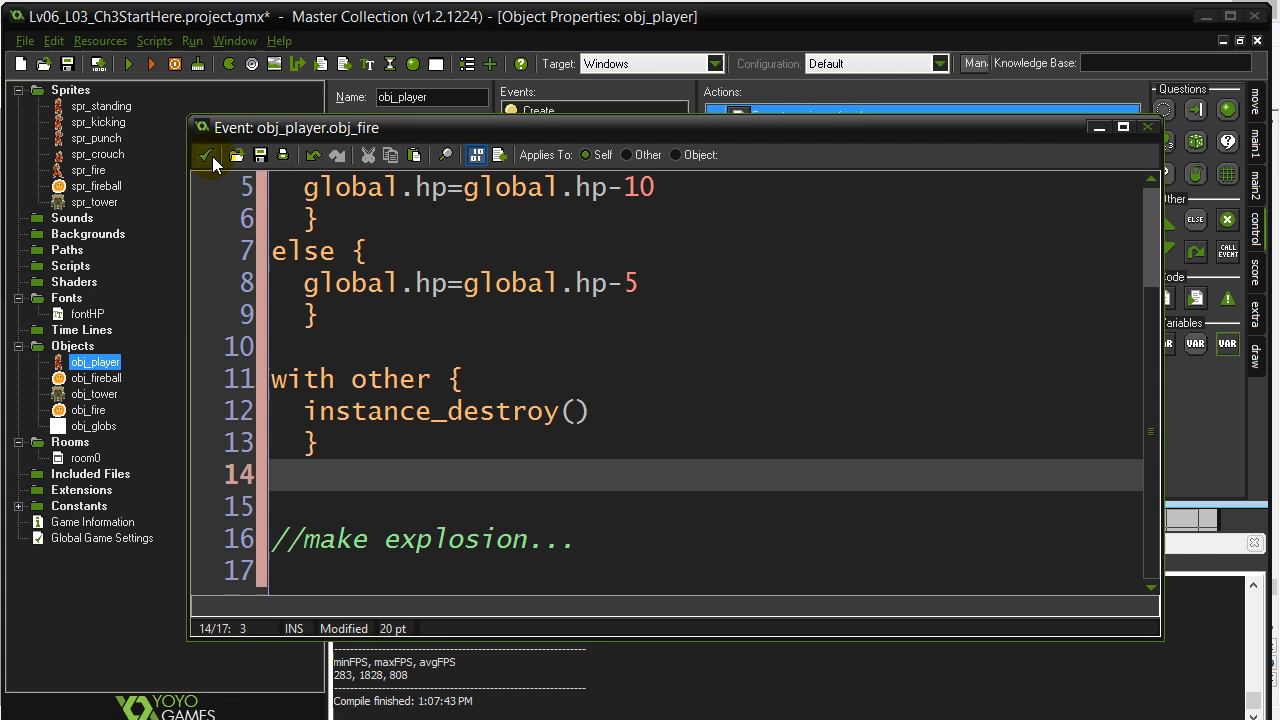 Lv06_L03_Ch3StartHere.project.gmx* - Master Collection (v1.2.1224) - [Object Properties: obj_player]
File Edit Resources Scripts Run Window Help
Target: Windows Configuration: Default Man Knowledge Base:
Sprites
spr_standing
spr_kicking
spr_punch
spr_crouch
spr_fire
spr_fireball
spr_tower
Sounds
Backgrounds
Paths
Scripts
Shaders
Fonts
fontHP
Time Lines
Objects
obj_player
obj_fireball
obj_tower
obj_fire
obj_globs
Rooms
room0
Included Files
Extensions
Constants
Game Information
Global Game Settings
YOYO
GAMES
Name: obj_player
Events:
Create
Actions:
Event: obj_player.obj_fire
Applies To: Self Other Object:
5 global.hp=global.hp-10
6 }
7 else {
8 global.hp=global.hp-5
9 }
10
11 with other {
12 instance_destroy()
13 }
14
15
16 //make explosion...
17
14/17: 3 INS Modified 20 pt
minFPS, maxFPS, avgFPS
283, 1828, 808
Compile finished: 1:07:43 PM
Questions
ELSE
CALL
EVENT
VAR
VAR
move
main1
main2
control
score
extra
draw